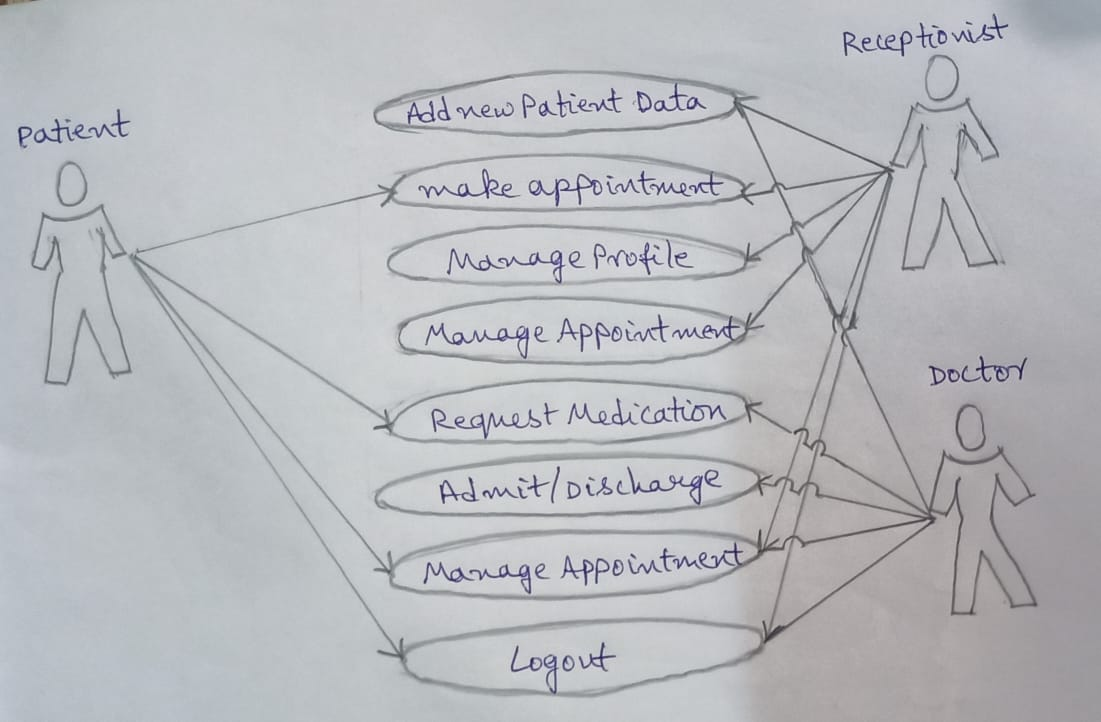 Receptionist
Patient
Add new Patient Data
make appointment
Manage Profile
Manage Appointment
Doctor
Request Medication
Admit/Discharge
Manage Appointment
Logout